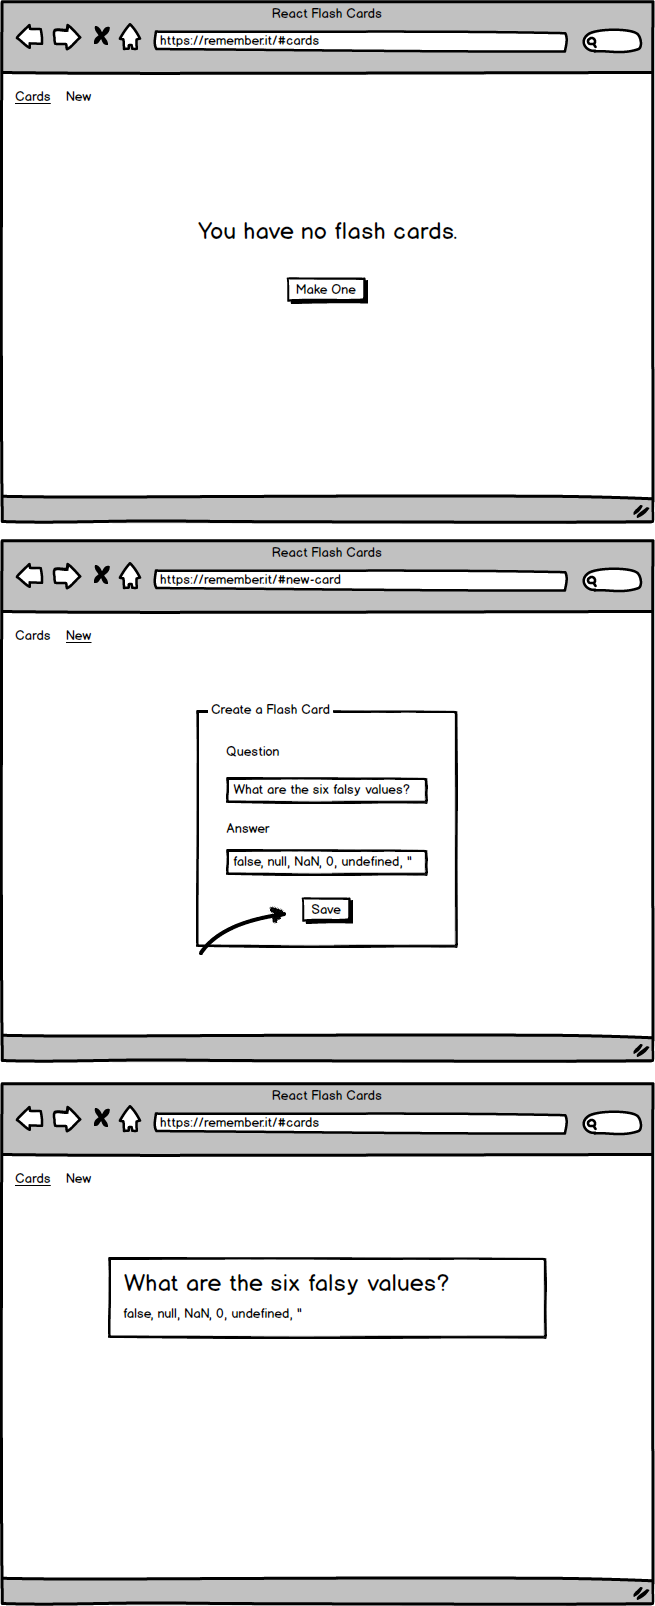 React Flash Cards
https://remember.it/#cards
Cards New
You have no flash cards.
Make One
React Flash Cards
https://remember.it/#new-card
Cards New
Create a Flash Card
Question
What are the six falsy values?
Answer
false, null, NaN, 0, undefined, ''
Save
React Flash Cards
https://remember.it/#cards
Cards New
What are the six falsy values?
false, null, NaN, 0, undefined, ''